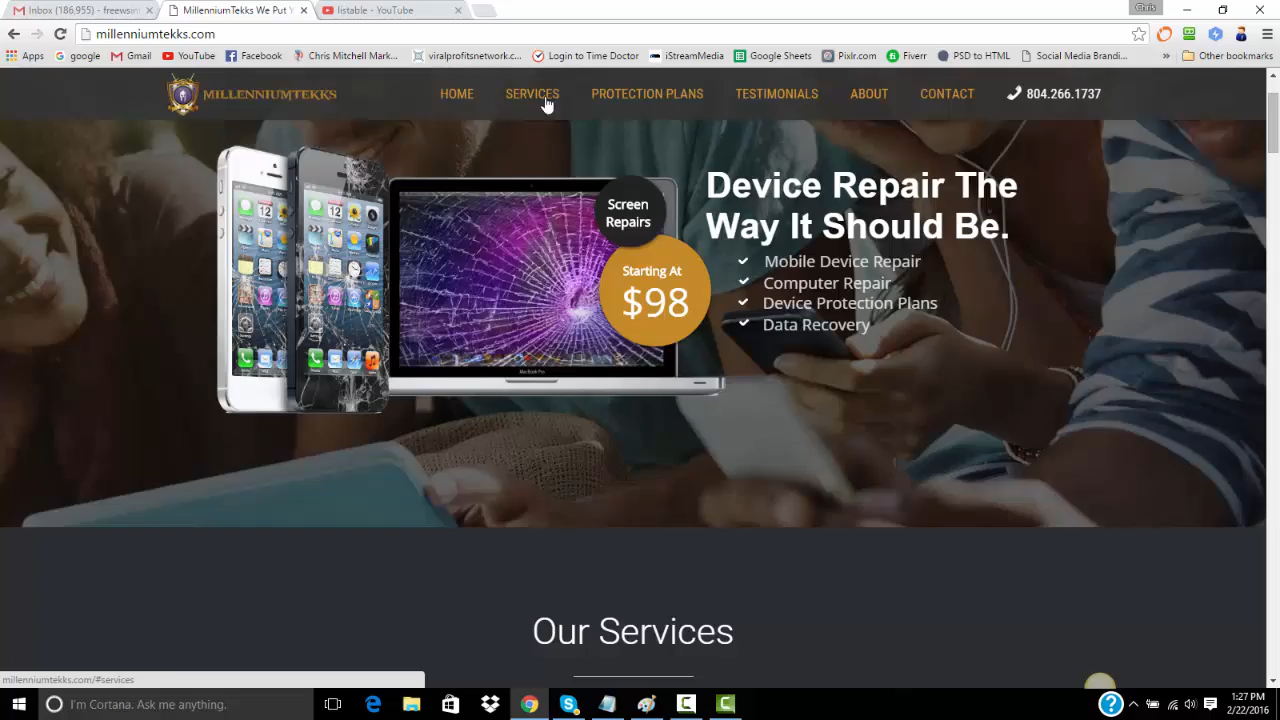 Chris
Inbox (186,955) - freewsim
MillenniumTekks We Put Y
listable - YouTube
millenniumtekks.com
Apps
google
Gmail
YouTube
Facebook
Chris Mitchell Mark...
viralprofitsnetwork.c...
Login to Time Doctor
iStreamMedia
Google Sheets
Pixlr.com
Fiverr
PSD to HTML
Social Media Brandi...
»
Other bookmarks
MILLENNIUMTEKKS
HOME
SERVICES
PROTECTION PLANS
TESTIMONIALS
ABOUT
CONTACT
804.266.1737
Screen
Repairs
Starting At
$98
MacBook Pro
Device Repair The
Way It Should Be.
Mobile Device Repair
Computer Repair
Device Protection Plans
Data Recovery
Our Services
millenniumtekks.com/#services
I'm Cortana. Ask me anything.
1:27 PM
2/22/2016